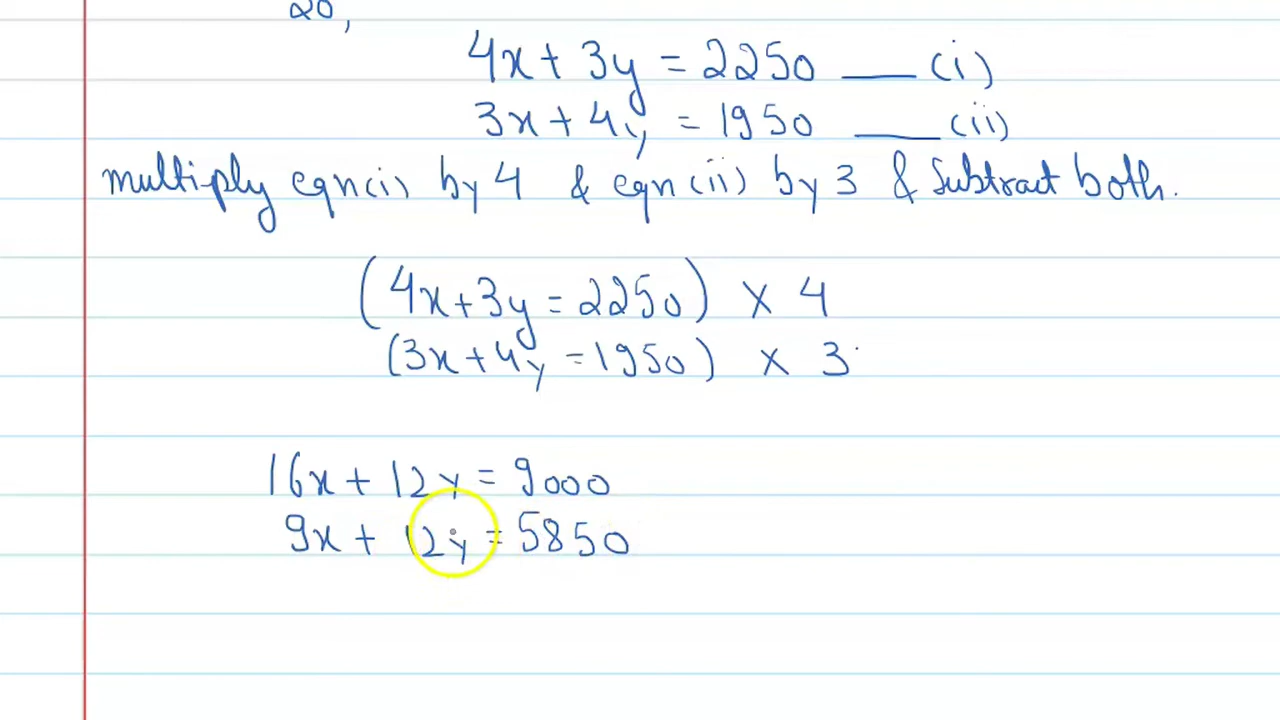 20,
4x + 3y = 2250 ___ (i)
3x + 4y = 1950 ___ (ii)
multiply eqn (i) by 4 & eqn (ii) by 3 & Subtract both.
(4x + 3y = 2250) × 4
(3x + 4y = 1950) × 3
16x + 12y = 9000
9x + 12y = 5850